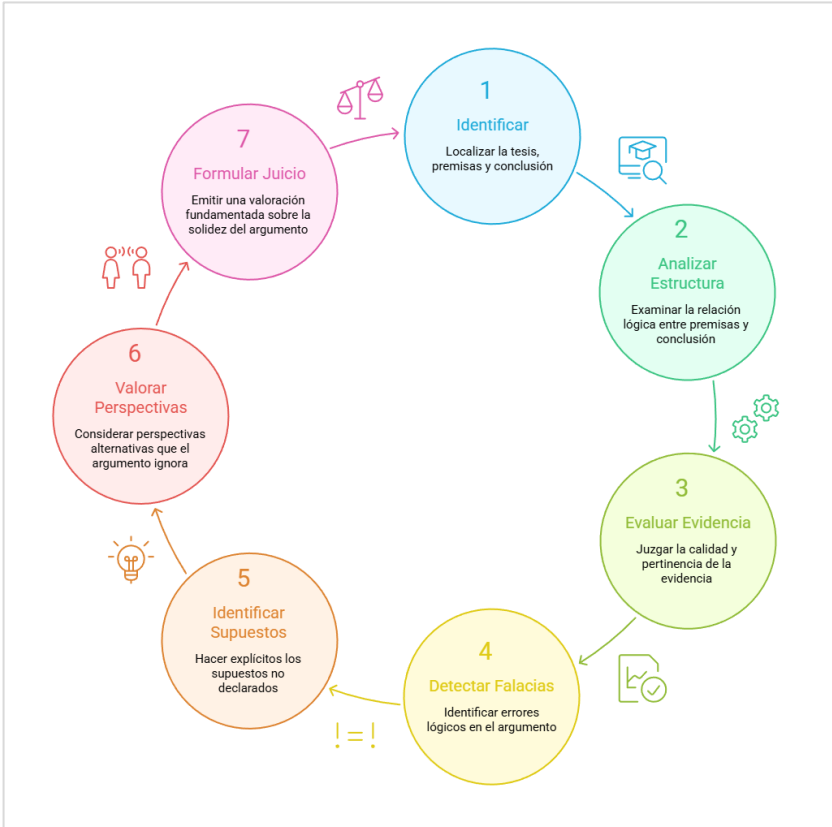 1
Identificar
Localizar la tesis,
premisas y conclusión
2
Analizar
Estructura
Examinar la relación
lógica entre premisas y
conclusión
3
Evaluar Evidencia
Juzgar la calidad y
pertinencia de la
evidencia
4
Detectar Falacias
Identificar errores
lógicos en el argumento
!=!
5
Identificar
Supuestos
Hacer explícitos los
supuestos no
declarados
6
Valorar
Perspectivas
Considerar perspectivas
alternativas que el
argumento ignora
7
Formular Juicio
Emitir una valoración
fundamentada sobre la
solidez del argumento